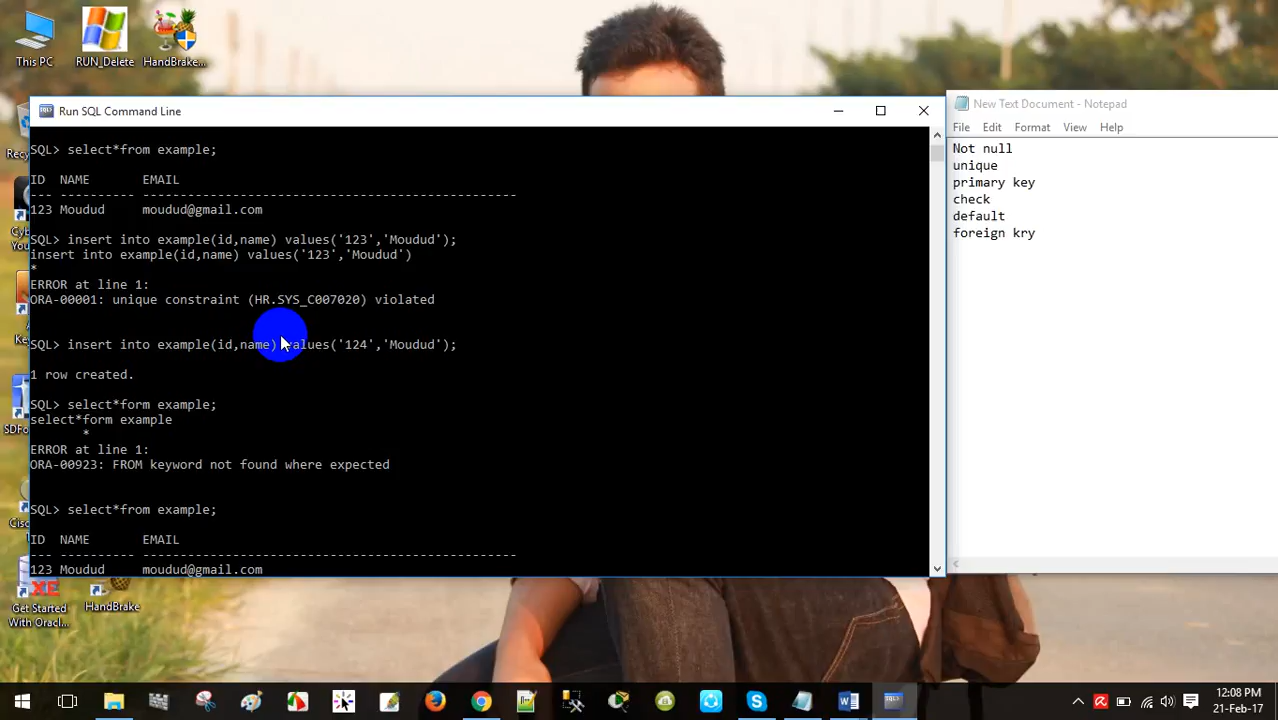 This PC
RUN_Delete
HandBrake...
Run SQL Command Line
SQL> select*from example;
ID NAME EMAIL
--- ---------- --------------------------------------------------
123 Moudud moudud@gmail.com
SQL> insert into example(id,name) values('123','Moudud');
insert into example(id,name) values('123','Moudud')
*
ERROR at line 1:
ORA-00001: unique constraint (HR.SYS_C007020) violated
SQL> insert into example(id,name) values('124','Moudud');
1 row created.
SQL> select*form example;
select*form example
*
ERROR at line 1:
ORA-00923: FROM keyword not found where expected
SQL> select*from example;
ID NAME EMAIL
--- ---------- --------------------------------------------------
123 Moudud moudud@gmail.com
New Text Document - Notepad
File Edit Format View Help
Not null
unique
primary key
check
default
foreign kry
Get Started
With Oracl...
HandBrake
12:08 PM
21-Feb-17